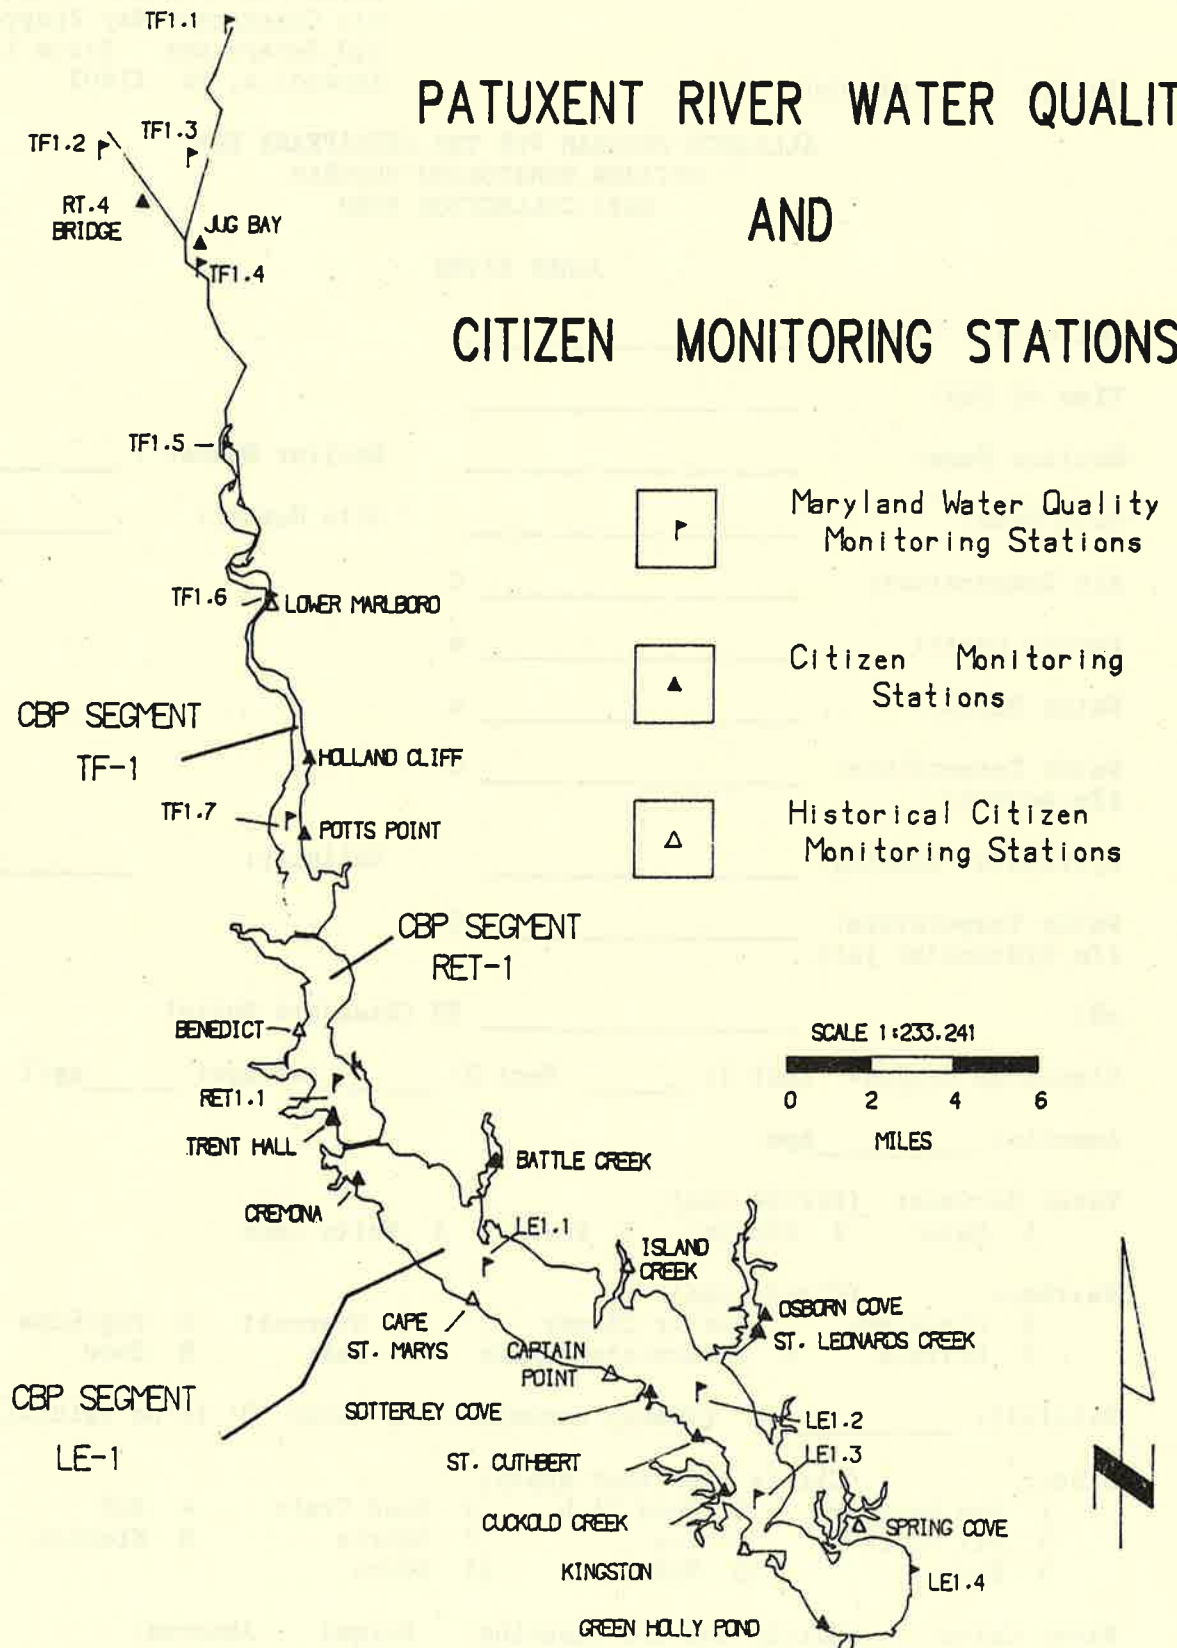 PATUXENT RIVER WATER QUALIT
AND
CITIZEN MONITORING STATIONS
TF1.1
TF1.2
TF1.3
RT.4
BRIDGE
JUG BAY
TF1.4
TF1.5
TF1.6
LOWER MARLBORO
CBP SEGMENT
TF-1
HOLLAND CLIFF
TF1.7
POTTS POINT
Maryland Water Quality
Monitoring Stations
Citizen Monitoring
Stations
Historical Citizen
Monitoring Stations
CBP SEGMENT
RET-1
BENEDICT
SCALE 1:233.241
0 2 4 6
MILES
RET1.1
TRENT HALL
BATTLE CREEK
CREMONA
LE1.1
ISLAND
CREEK
CAPE
ST. MARYS
OSBORN COVE
ST. LEONARDS CREEK
CAPTAIN
POINT
CBP SEGMENT
LE-1
SOTTERLEY COVE
LE1.2
ST. CUTHBERT
LE1.3
CUCKOLD CREEK
SPRING COVE
KINGSTON
LE1.4
GREEN HOLLY POND